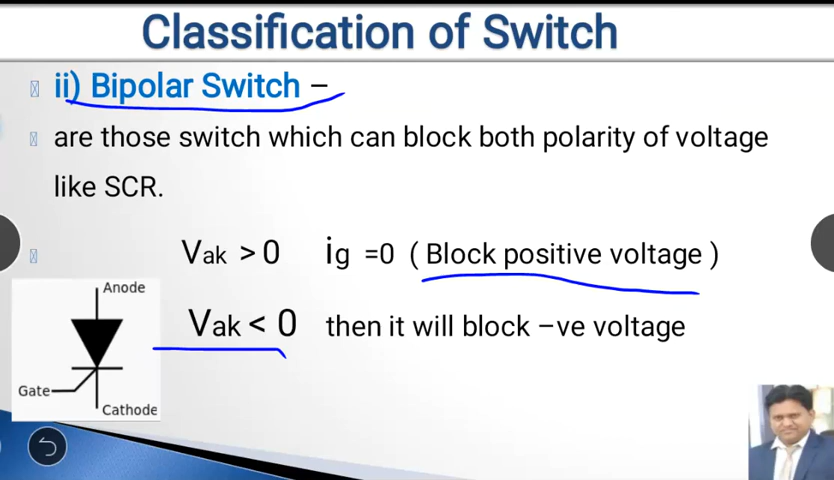 Classification of Switch
ii) Bipolar Switch –
are those switch which can block both polarity of voltage
like SCR.
Vak > 0 ig =0 ( Block positive voltage )
Vak < 0 then it will block –ve voltage
Anode
Gate
Cathode